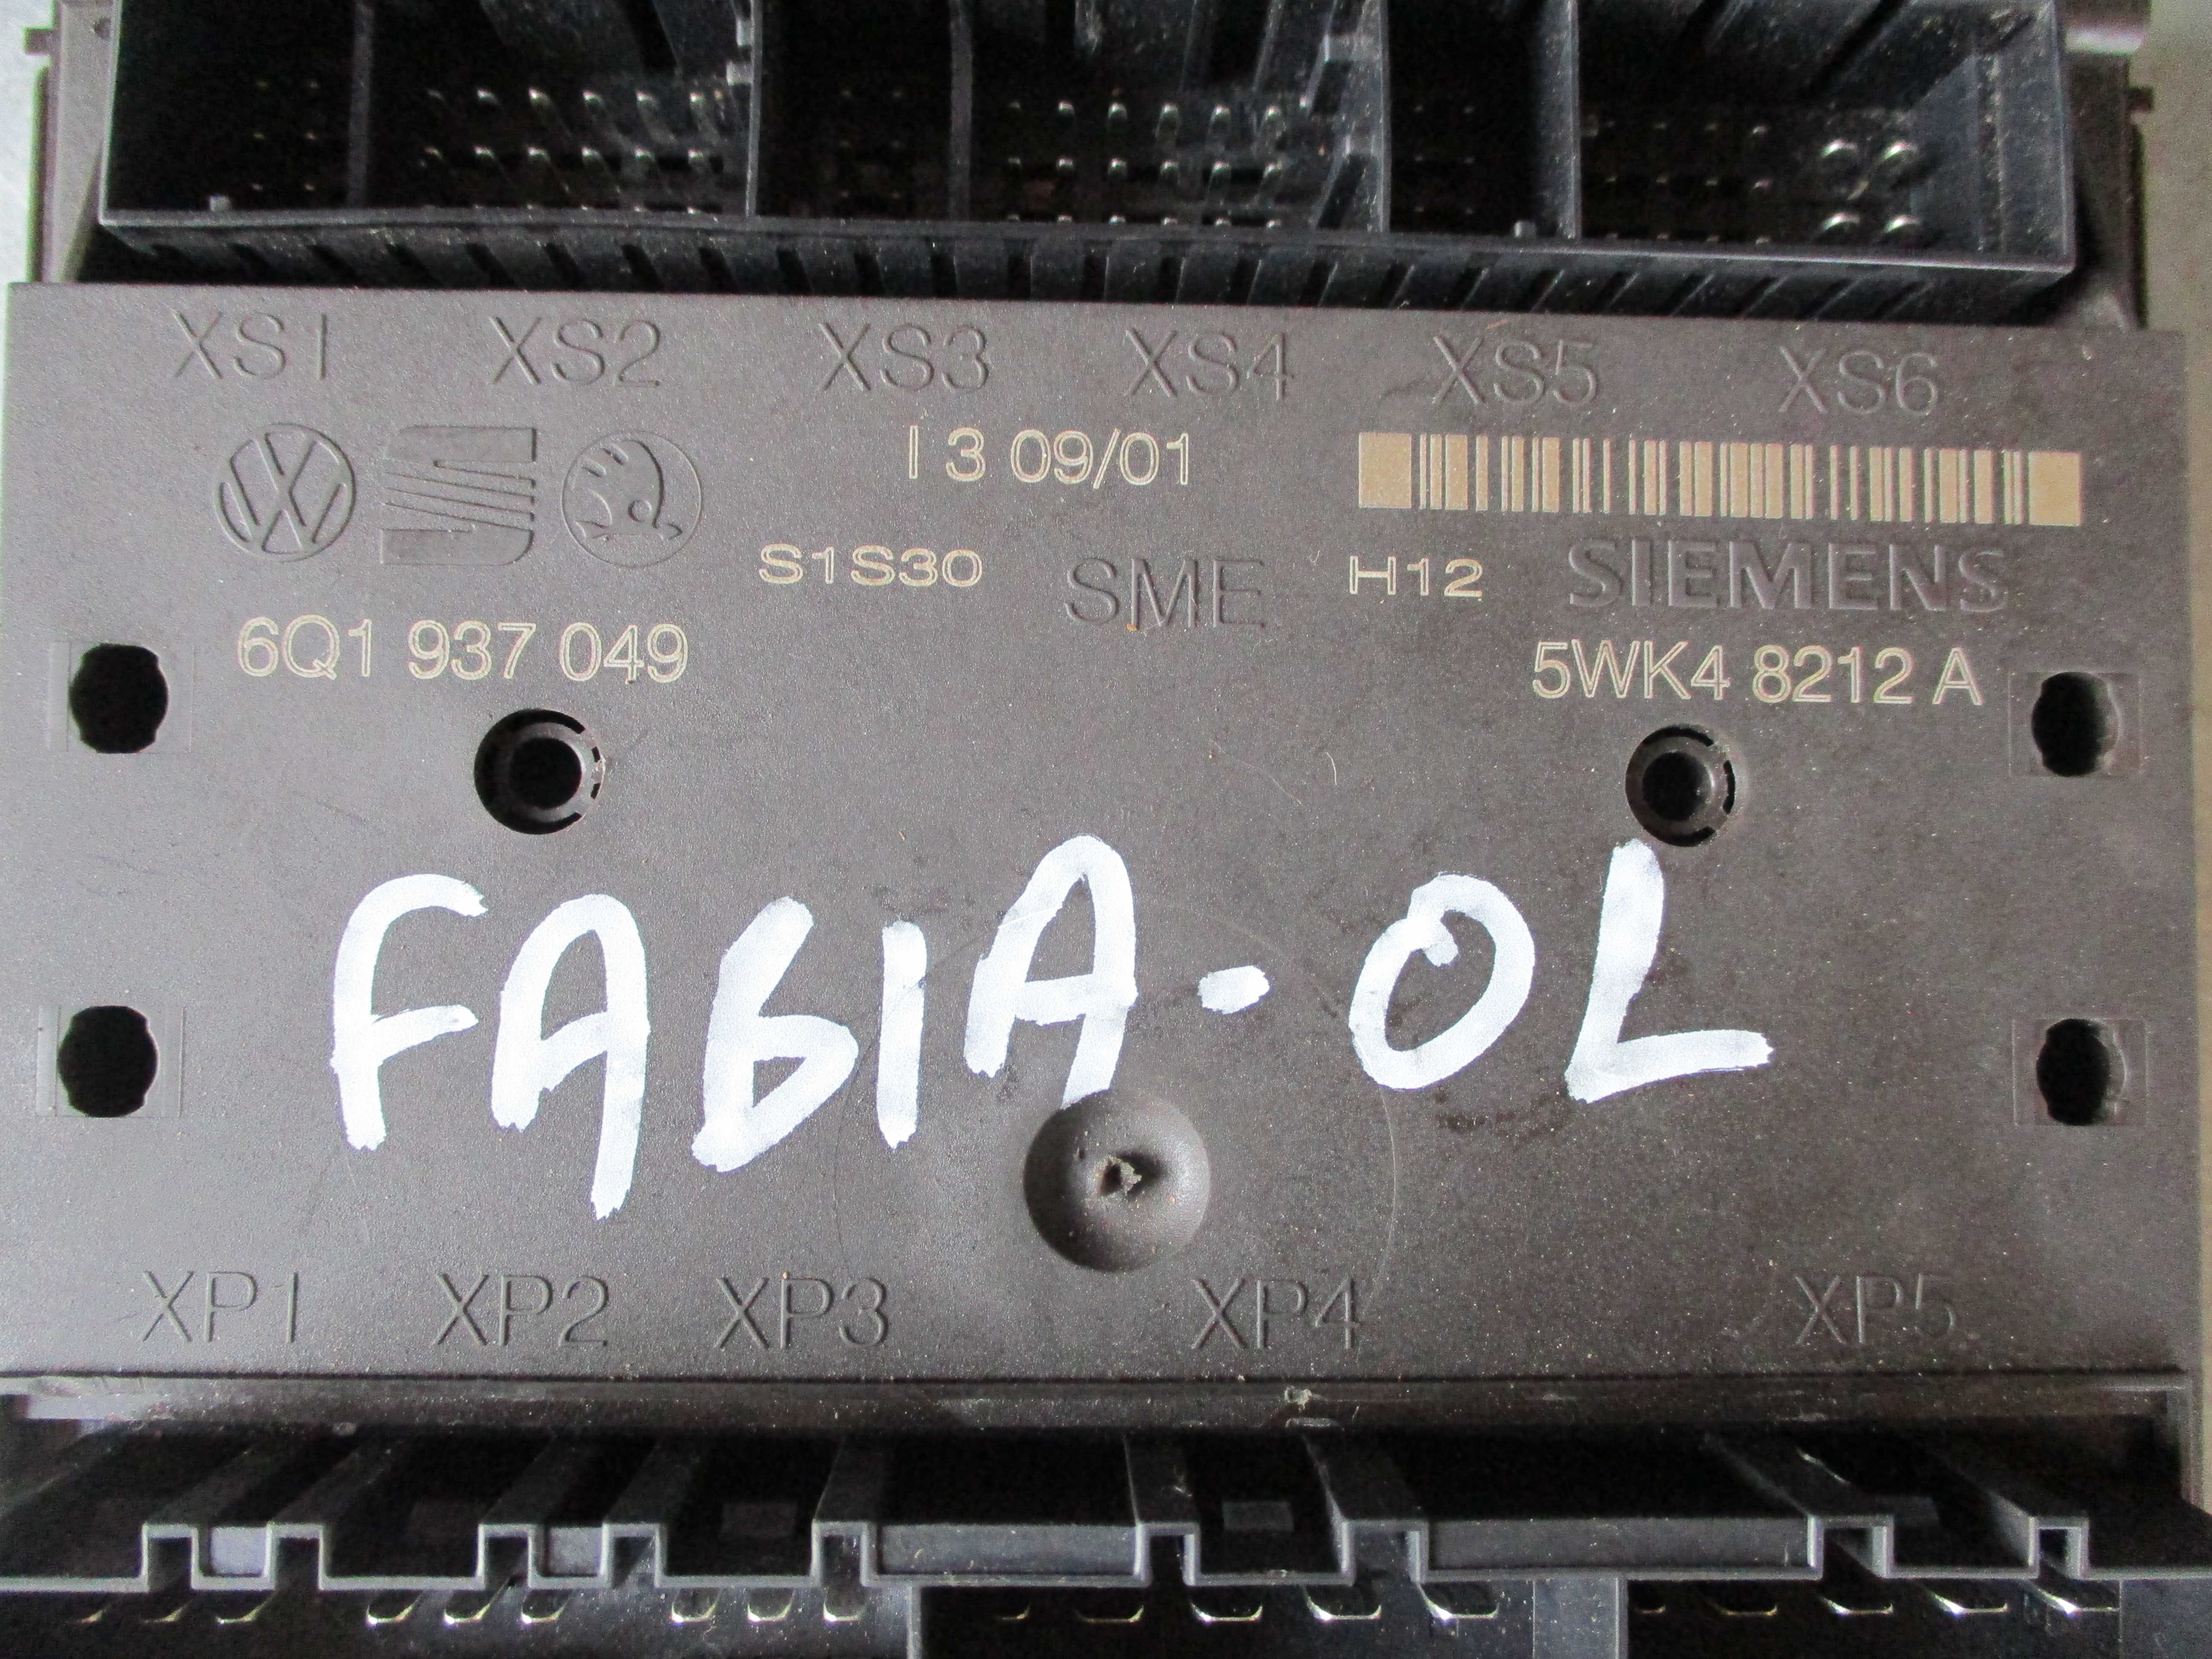 XS1 XS2 XS3 XS4 XS5 XS6
I 3 09/01
S1S30 SME H12 SIEMENS
6Q1 937 049 5WK4 8212 A
FABIA-OL
XP1 XP2 XP3 XP4 XP5